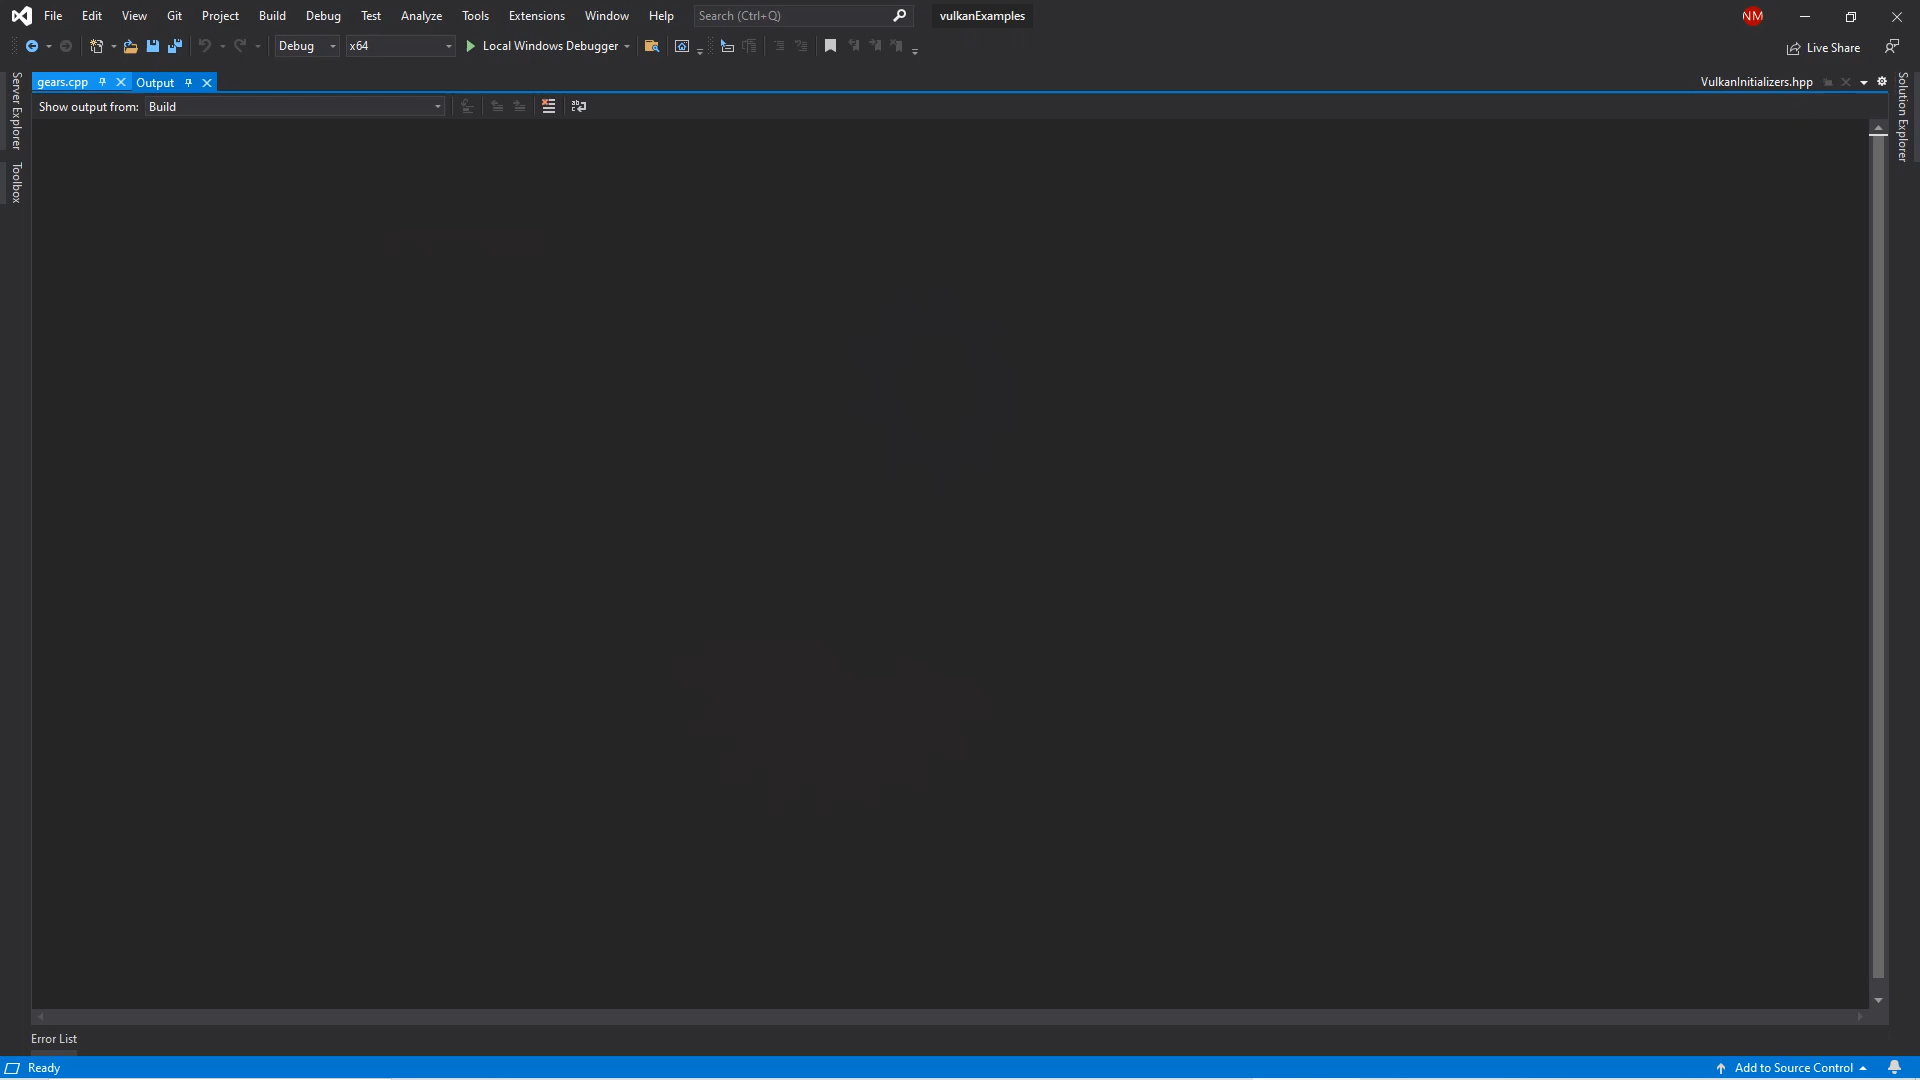 File Edit View Git Project Build Debug Test Analyze Tools Extensions Window Help Search (Ctrl+Q) vulkanExamples NM
Debug x64 Local Windows Debugger Live Share
gears.cpp Output VulkanInitializers.hpp
Show output from: Build
Server Explorer
Toolbox
Solution Explorer
Error List
Ready Add to Source Control